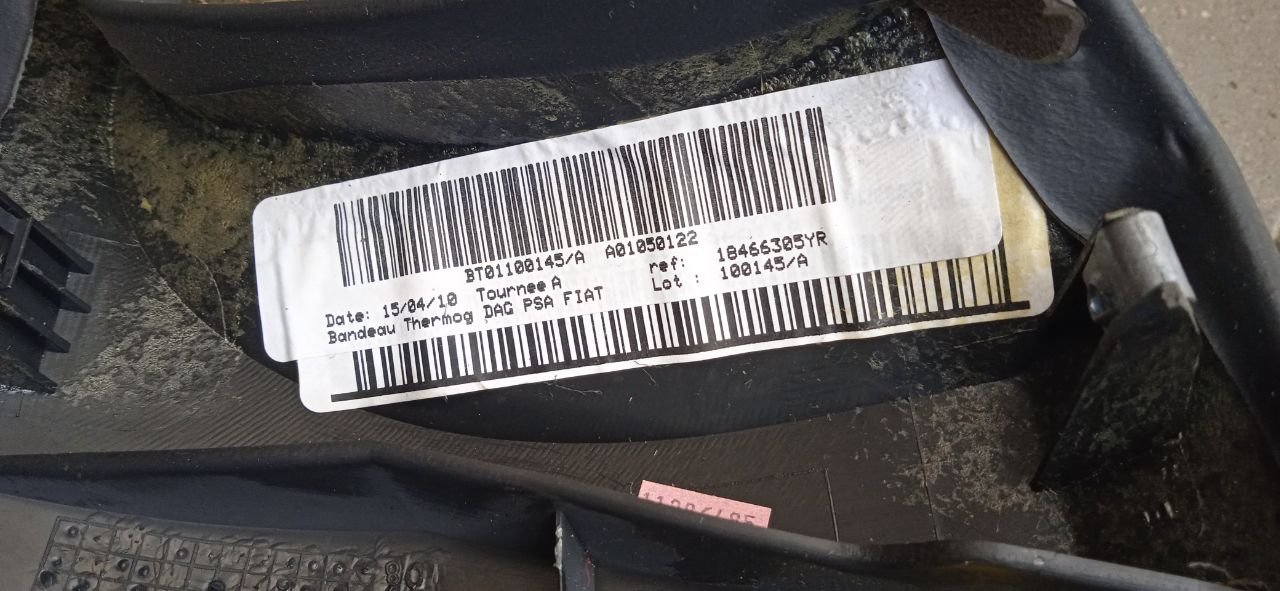 BT01100145/A A01050122
Date: 15/04/10 Tournee A ref: 18466305YR
Bandeau Thermog DAG PSA FIAT Lot : 100145/A